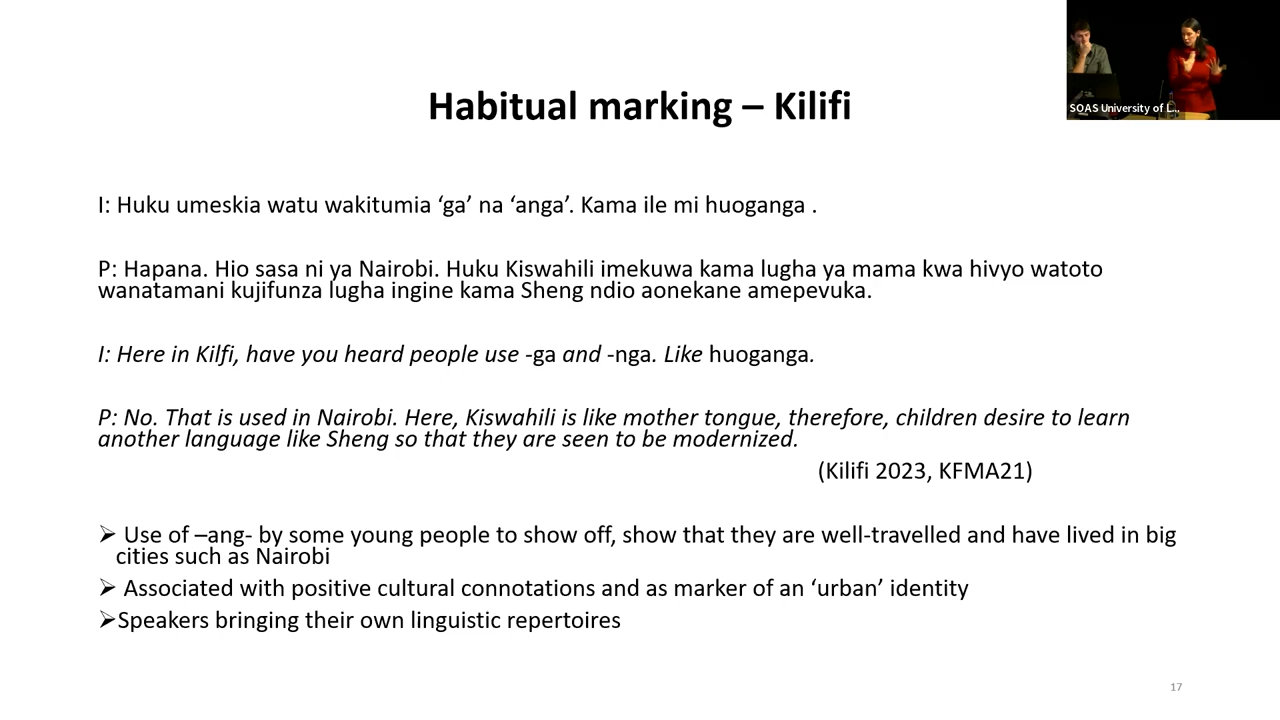 SOAS University of L...
Habitual marking – Kilifi
I: Huku umeskia watu wakitumia ‘ga’ na ‘anga’. Kama ile mi huoganga .
P: Hapana. Hio sasa ni ya Nairobi. Huku Kiswahili imekuwa kama lugha ya mama kwa hivyo watoto
wanatamani kujifunza lugha ingine kama Sheng ndio aonekane amepevuka.
I: Here in Kilfi, have you heard people use -ga and -nga. Like huoganga.
P: No. That is used in Nairobi. Here, Kiswahili is like mother tongue, therefore, children desire to learn
another language like Sheng so that they are seen to be modernized.
(Kilifi 2023, KFMA21)
➢ Use of –ang- by some young people to show off, show that they are well-travelled and have lived in big
cities such as Nairobi
➢ Associated with positive cultural connotations and as marker of an ‘urban’ identity
➢Speakers bringing their own linguistic repertoires
17